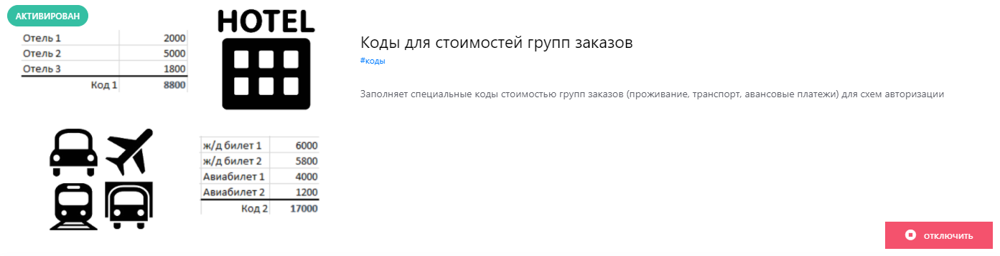 АКТИВИРОВАН
HOTEL
Отель 1 2000
Отель 2 5000
Отель 3 1800
Код 1 8800
Коды для стоимостей групп заказов
#коды
Заполняет специальные коды стоимостью групп заказов (проживание, транспорт, авансовые платежи) для схем авторизации
ж/д билет 1 6000
ж/д билет 2 5800
Авиабилет 1 4000
Авиабилет 2 1200
Код 2 17000
ОТКЛЮЧИТЬ